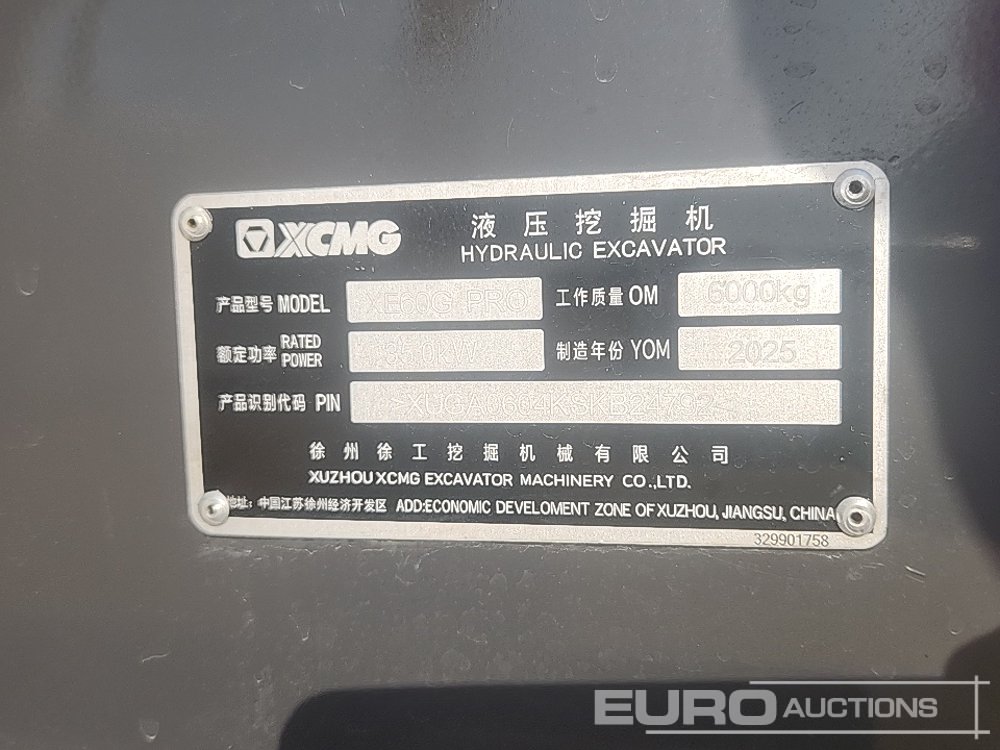 XCMG
液压挖掘机
HYDRAULIC EXCAVATOR
产品型号 MODEL XE60G PRO
工作质量 OM 6000kg
额定功率 RATED POWER
制造年份 YOM 2025
产品识别代码 PIN
徐州徐工挖掘机械有限公司
XUZHOU XCMG EXCAVATOR MACHINERY CO.,LTD.
地址: 中国江苏徐州经济开发区 ADD:ECONOMIC DEVELOMENT ZONE OF XUZHOU, JIANGSU, CHINA
329901758
EURO AUCTIONS